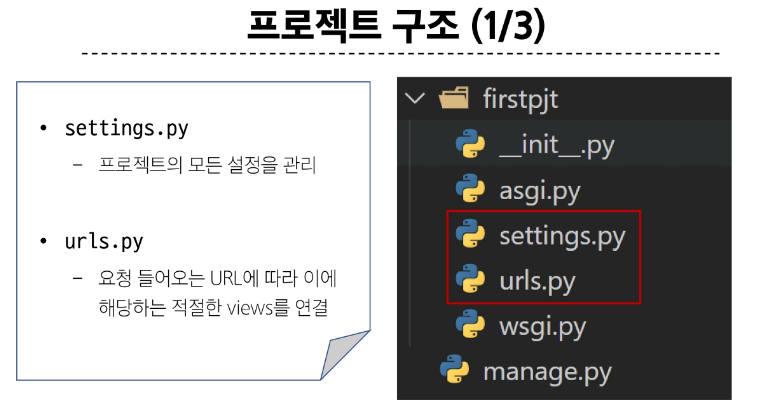 프로젝트 구조 (1/3)
• settings.py
– 프로젝트의 모든 설정을 관리
• urls.py
– 요청 들어오는 URL에 따라 이에
해당하는 적절한 views를 연결
firstpjt
__init__.py
asgi.py
settings.py
urls.py
wsgi.py
manage.py